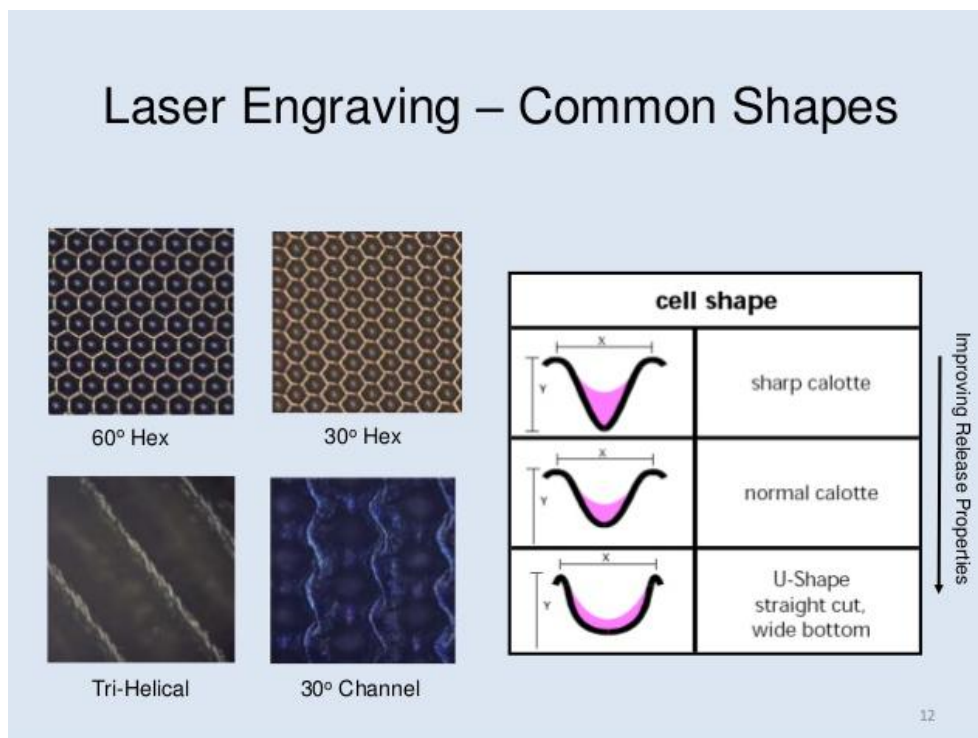 Laser Engraving – Common Shapes
60º Hex
30º Hex
Tri-Helical
30º Channel
cell shape
X
Y
sharp calotte
X
Y
normal calotte
X
Y
U-Shape
straight cut,
wide bottom
Improving Release Properties
12